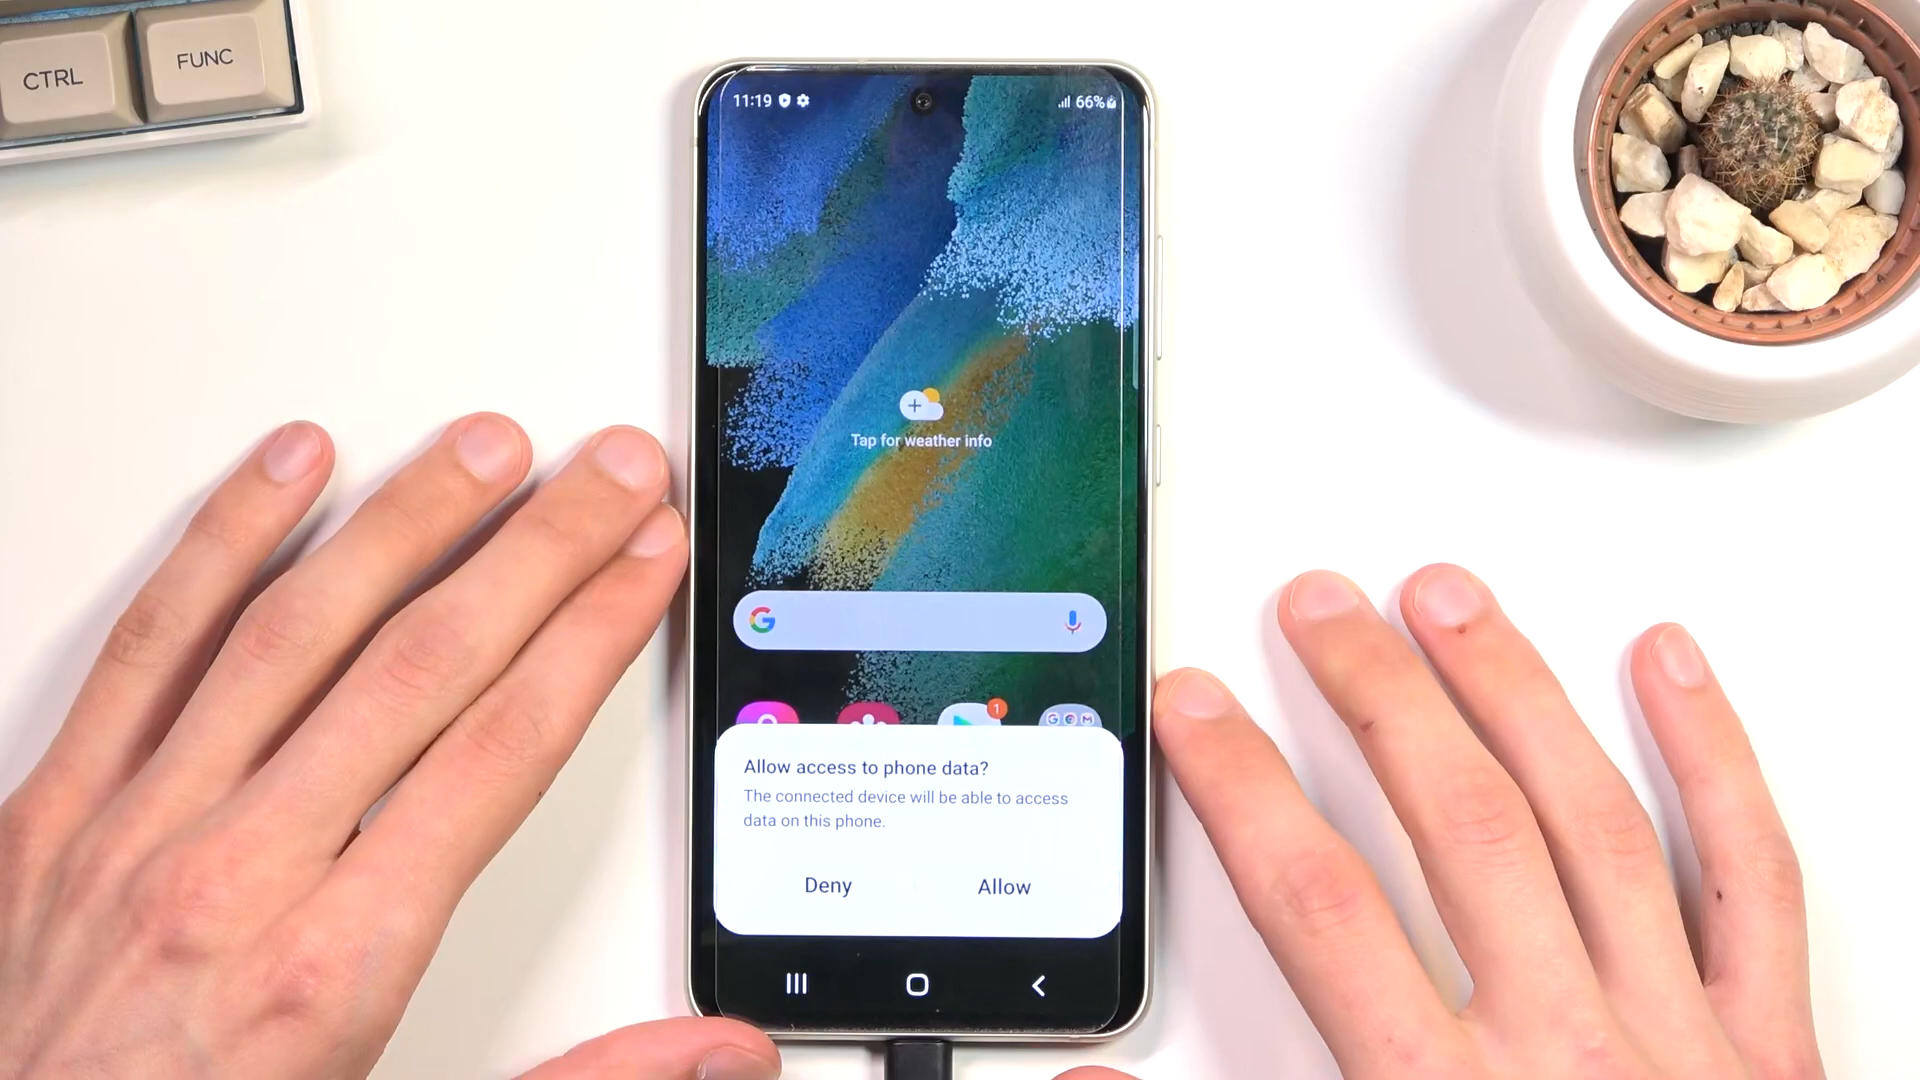 CTRL
FUNC
11:19
66%
Tap for weather info
G
1
G M
Allow access to phone data?
The connected device will be able to access
data on this phone.
Deny
Allow